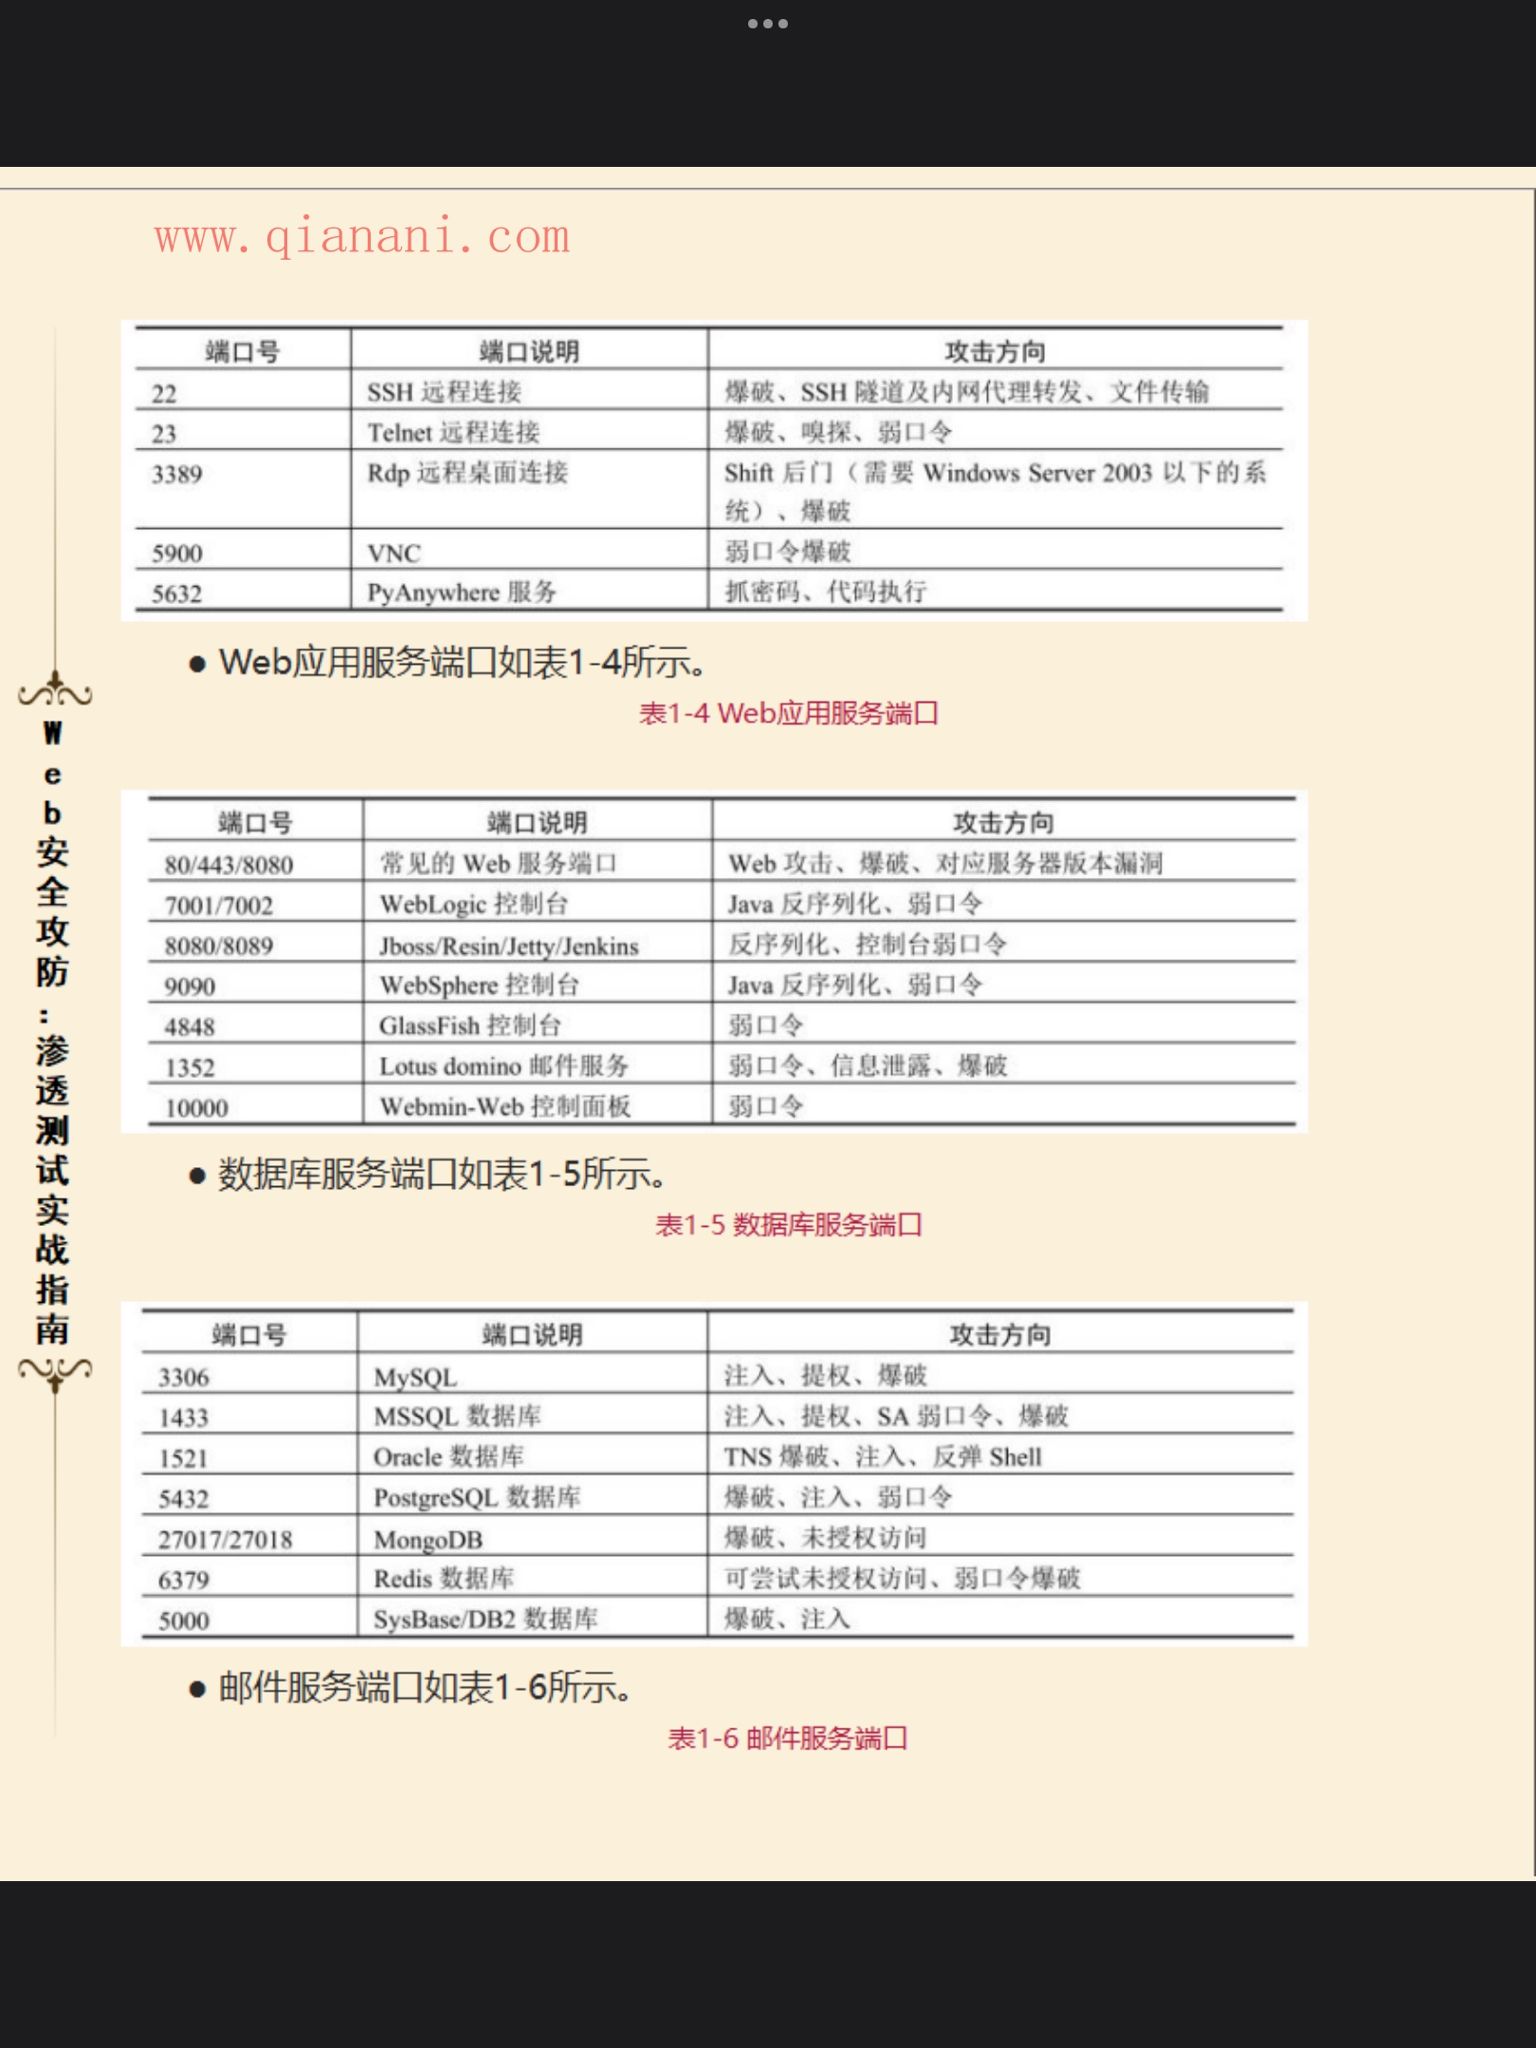 www.qianani.com
端口号 端口说明 攻击方向
22 SSH 远程连接 爆破、SSH 隧道及内网代理转发、文件传输
23 Telnet 远程连接 爆破、嗅探、弱口令
3389 Rdp 远程桌面连接 Shift 后门（需要 Windows Server 2003 以下的系
统）、爆破
5900 VNC 弱口令爆破
5632 PyAnywhere 服务 抓密码、代码执行
●Web应用服务端口如表1-4所示。
表1-4 Web应用服务端口
端口号 端口说明 攻击方向
80/443/8080 常见的 Web 服务端口 Web 攻击、爆破、对应服务器版本漏洞
7001/7002 WebLogic 控制台 Java 反序列化、弱口令
8080/8089 Jboss/Resin/Jetty/Jenkins 反序列化、控制台弱口令
9090 WebSphere 控制台 Java 反序列化、弱口令
4848 GlassFish 控制台 弱口令
1352 Lotus domino 邮件服务 弱口令、信息泄露、爆破
10000 Webmin-Web 控制面板 弱口令
●数据库服务端口如表1-5所示。
表1-5 数据库服务端口
端口号 端口说明 攻击方向
3306 MySQL 注入、提权、爆破
1433 MSSQL 数据库 注入、提权、SA 弱口令、爆破
1521 Oracle 数据库 TNS 爆破、注入、反弹 Shell
5432 PostgreSQL 数据库 爆破、注入、弱口令
27017/27018 MongoDB 爆破、未授权访问
6379 Redis 数据库 可尝试未授权访问、弱口令爆破
5000 SysBase/DB2 数据库 爆破、注入
●邮件服务端口如表1-6所示。
表1-6 邮件服务端口
Web安全攻防:渗透测试实战指南